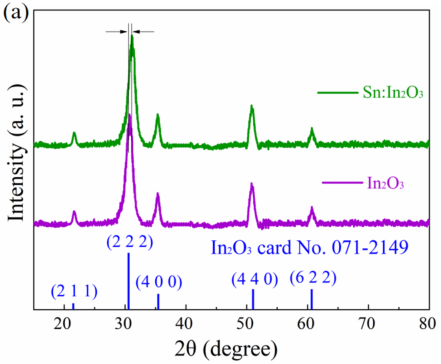 (a)
Sn:In₂O₃
In₂O₃
In₂O₃ card No. 071-2149
(2 2 2)
(2 1 1)
(4 0 0)
(4 4 0)
(6 2 2)
20 30 40 50 60 70 80
2θ (degree)
Intensity (a. u.)